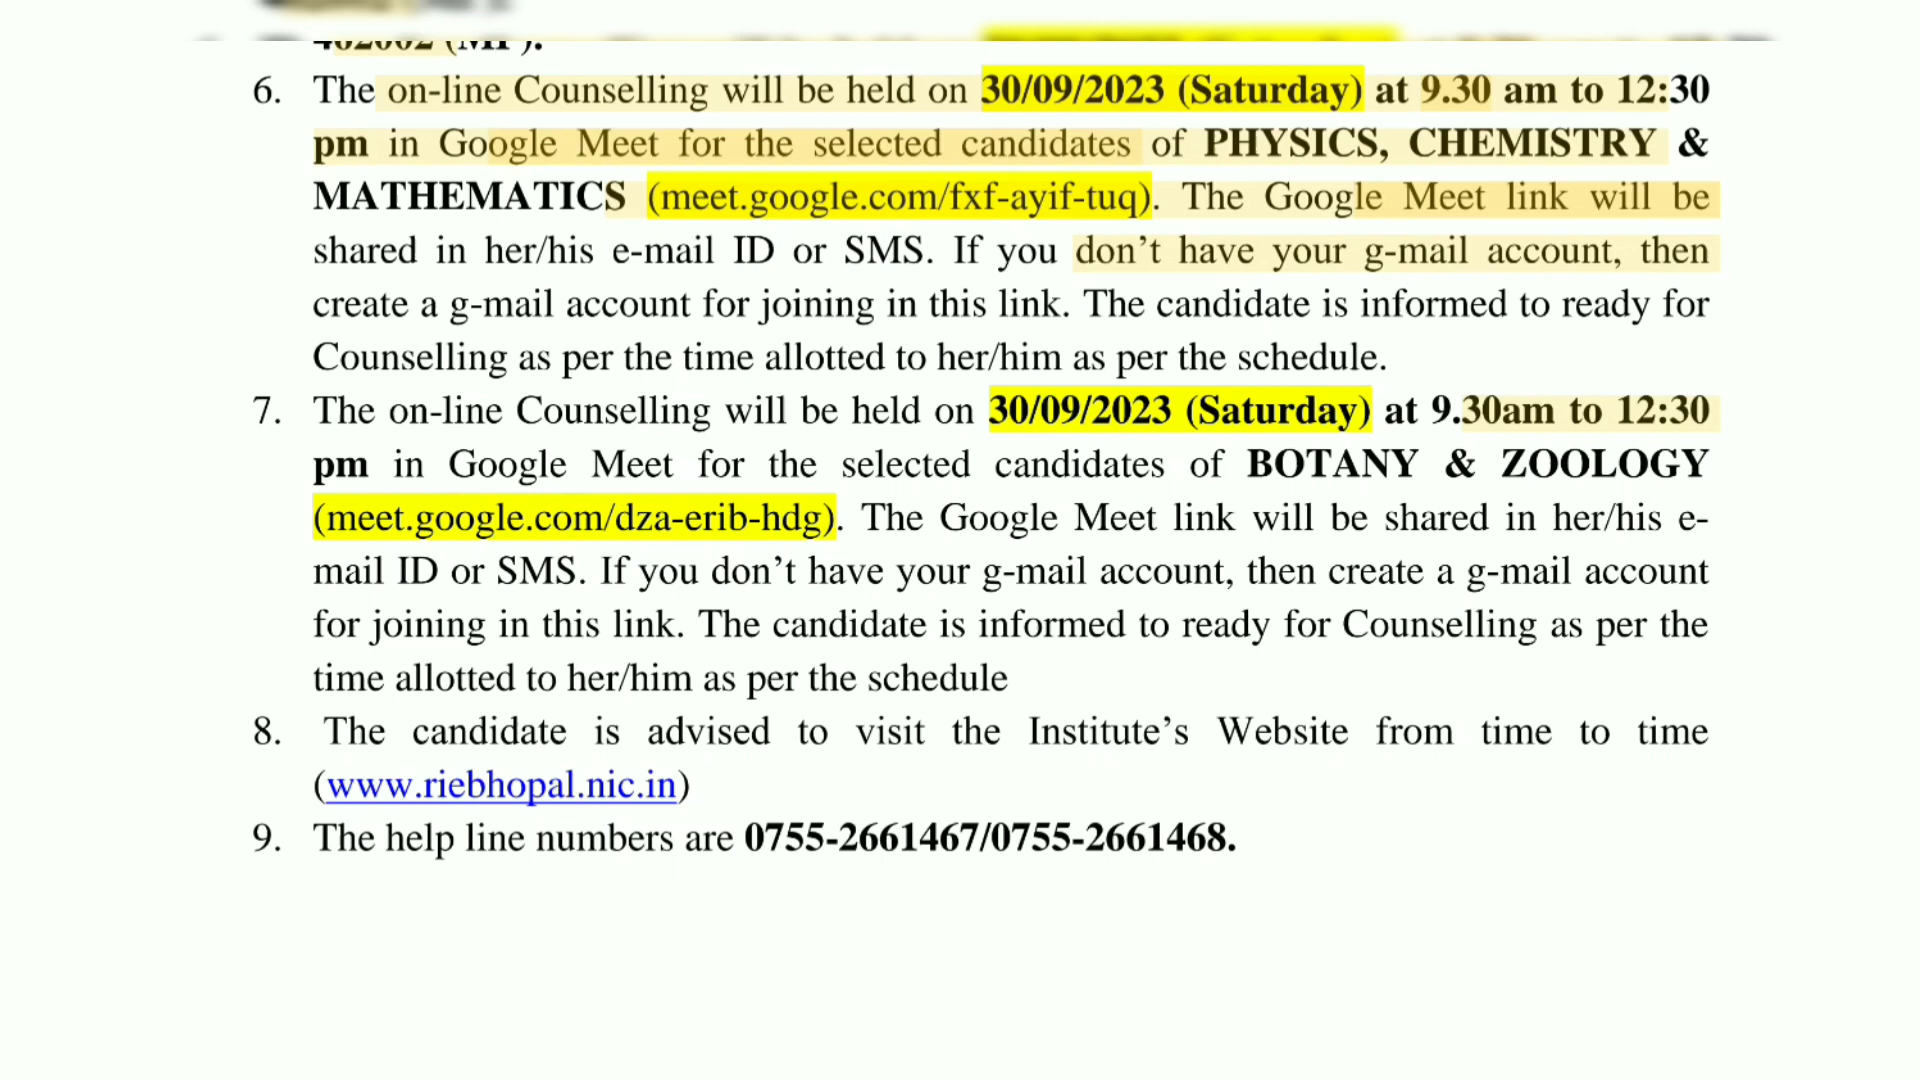 6. The on-line Counselling will be held on 30/09/2023 (Saturday) at 9.30 am to 12:30
pm in Google Meet for the selected candidates of PHYSICS, CHEMISTRY &
MATHEMATICS (meet.google.com/fxf-ayif-tuq). The Google Meet link will be
shared in her/his e-mail ID or SMS. If you don’t have your g-mail account, then
create a g-mail account for joining in this link. The candidate is informed to ready for
Counselling as per the time allotted to her/him as per the schedule.
7. The on-line Counselling will be held on 30/09/2023 (Saturday) at 9.30am to 12:30
pm in Google Meet for the selected candidates of BOTANY & ZOOLOGY
(meet.google.com/dza-erib-hdg). The Google Meet link will be shared in her/his e-
mail ID or SMS. If you don’t have your g-mail account, then create a g-mail account
for joining in this link. The candidate is informed to ready for Counselling as per the
time allotted to her/him as per the schedule
8. The candidate is advised to visit the Institute’s Website from time to time
(www.riebhopal.nic.in)
9. The help line numbers are 0755-2661467/0755-2661468.